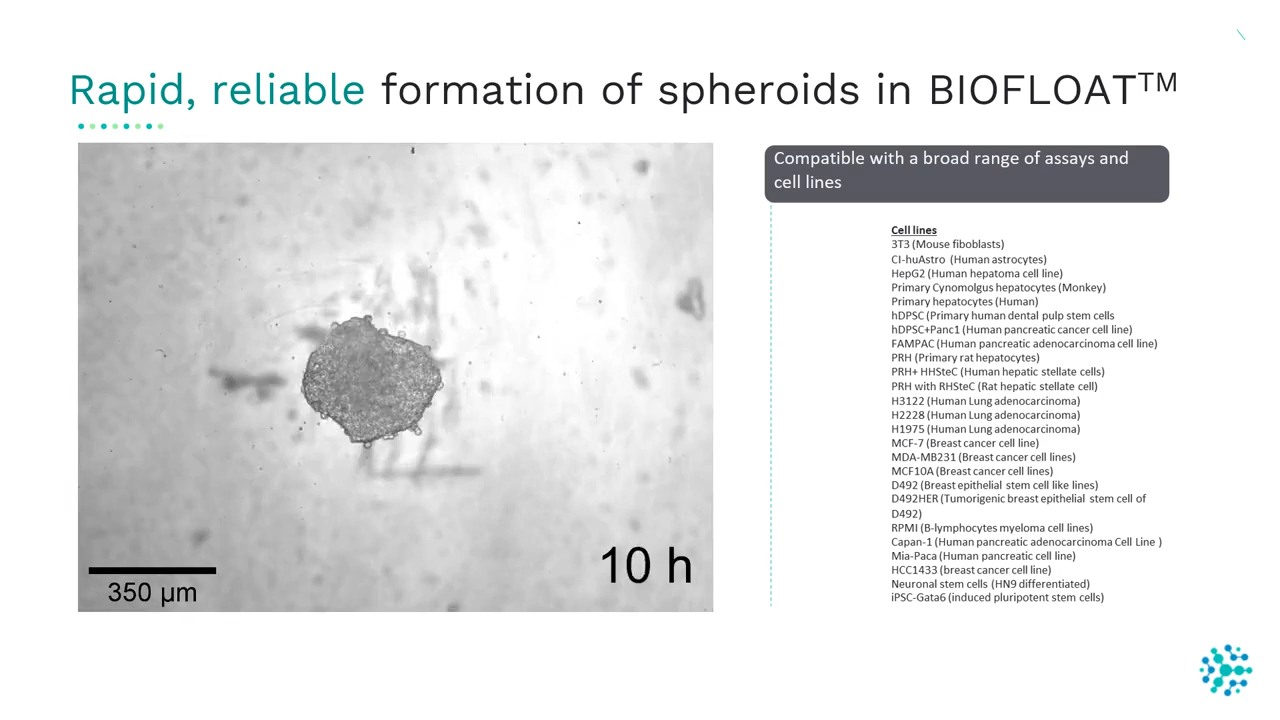 Rapid, reliable formation of spheroids in BIOFLOAT™
Compatible with a broad range of assays and
cell lines
Cell lines
3T3 (Mouse fiboblasts)
CI-huAstro (Human astrocytes)
HepG2 (Human hepatoma cell line)
Primary Cynomolgus hepatocytes (Monkey)
Primary hepatocytes (Human)
hDPSC (Primary human dental pulp stem cells
hDPSC+Panc1 (Human pancreatic cancer cell line)
FAMPAC (Human pancreatic adenocarcinoma cell line)
PRH (Primary rat hepatocytes)
PRH+ HHSteC (Human hepatic stellate cells)
PRH with RHSteC (Rat hepatic stellate cell)
H3122 (Human Lung adenocarcinoma)
H2228 (Human Lung adenocarcinoma)
H1975 (Human Lung adenocarcinoma)
MCF-7 (Breast cancer cell line)
MDA-MB231 (Breast cancer cell lines)
MCF10A (Breast cancer cell lines)
D492 (Breast epithelial stem cell like lines)
D492HER (Tumorigenic breast epithelial stem cell of
D492)
RPMI (B-lymphocytes myeloma cell lines)
Capan-1 (Human pancreatic adenocarcinoma Cell Line )
Mia-Paca (Human pancreatic cell line)
HCC1433 (breast cancer cell line)
Neuronal stem cells (HN9 differentiated)
iPSC-Gata6 (induced pluripotent stem cells)
10 h
350 µm